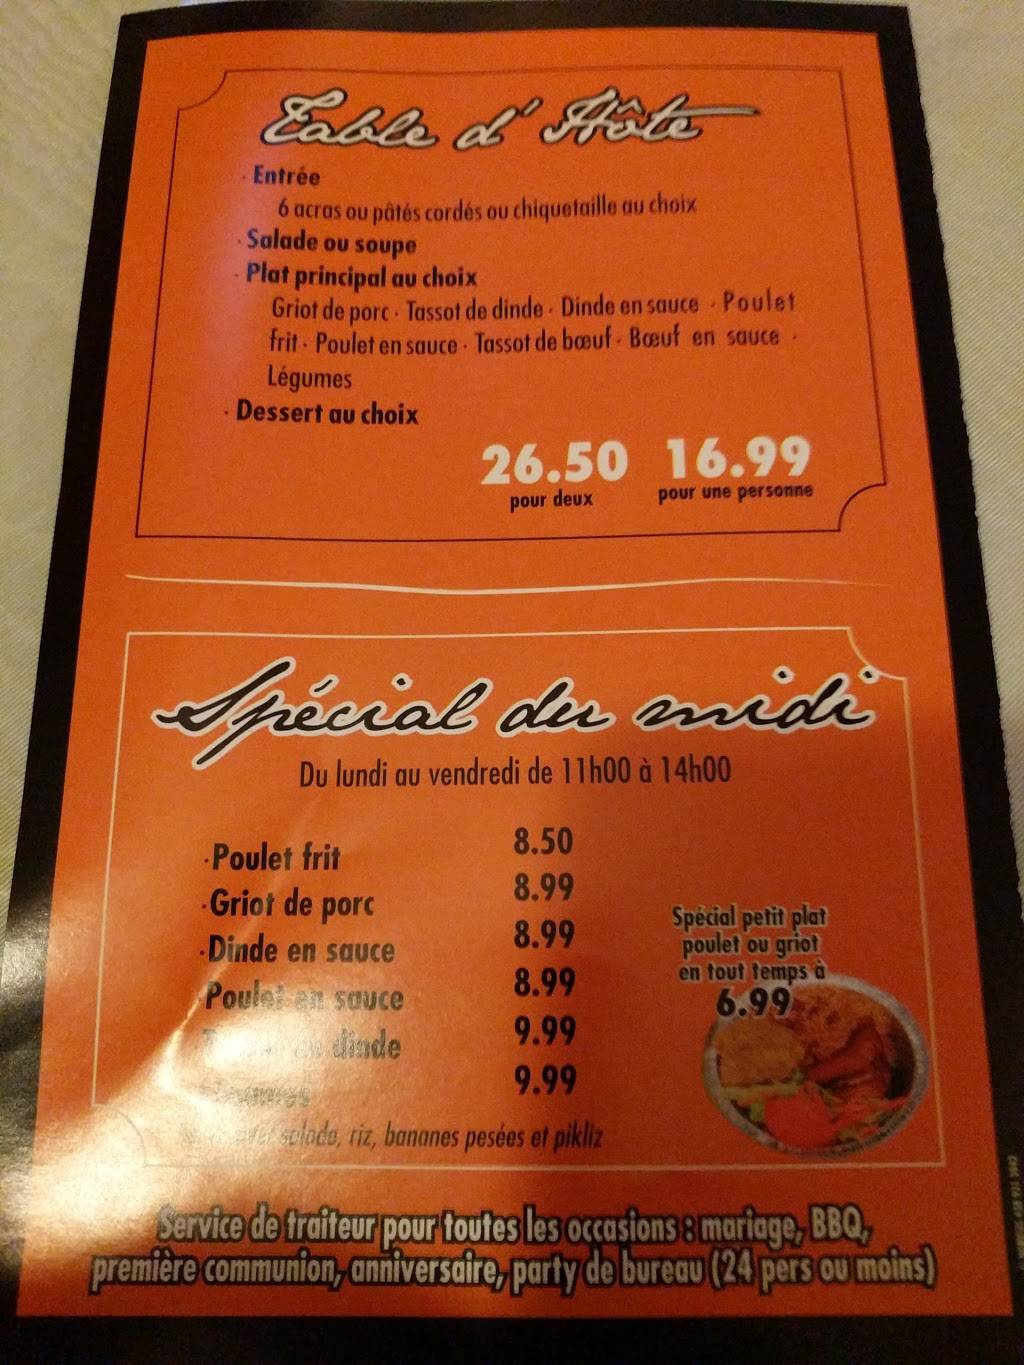 Table d'Hôte
· Entrée
6 acras ou pâtés cordés ou chiquetaille au choix
· Salade ou soupe
· Plat principal au choix
Griot de porc · Tassot de dinde · Dinde en sauce · Poulet
frit · Poulet en sauce · Tassot de bœuf · Bœuf en sauce ·
Légumes
· Dessert au choix
26.50 16.99
pour deux pour une personne
Spécial du midi
Du lundi au vendredi de 11h00 à 14h00
·Poulet frit 8.50
·Griot de porc 8.99
·Dinde en sauce 8.99
Poulet en sauce 8.99
dinde 9.99
9.99
salade, riz, bananes pesées et pikliz
Spécial petit plat
poulet ou griot
en tout temps à
6.99
Service de traiteur pour toutes les occasions : mariage, BBQ,
première communion, anniversaire, party de bureau (24 pers ou moins)